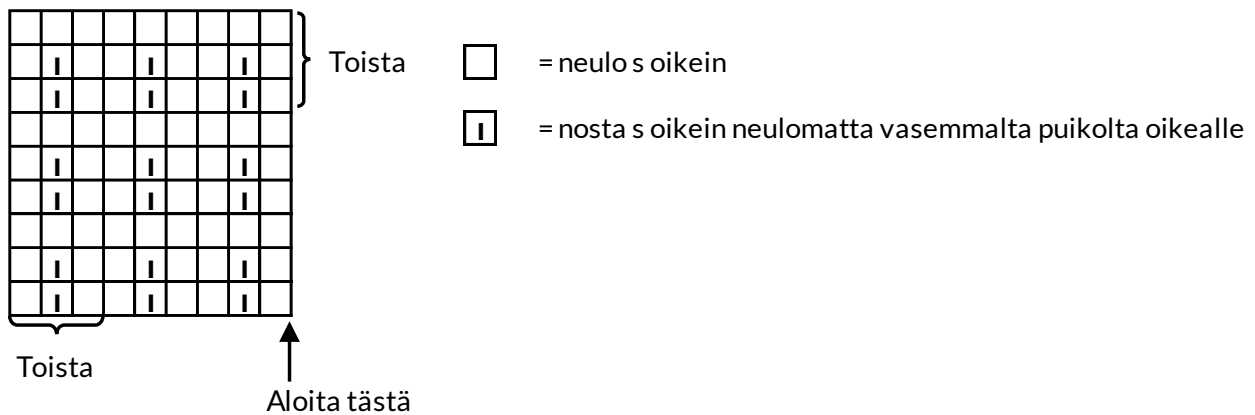 Toista
= neulo s oikein
= nosta s oikein neulomatta vasemmalta puikolta oikealle
Toista
Aloita tästä